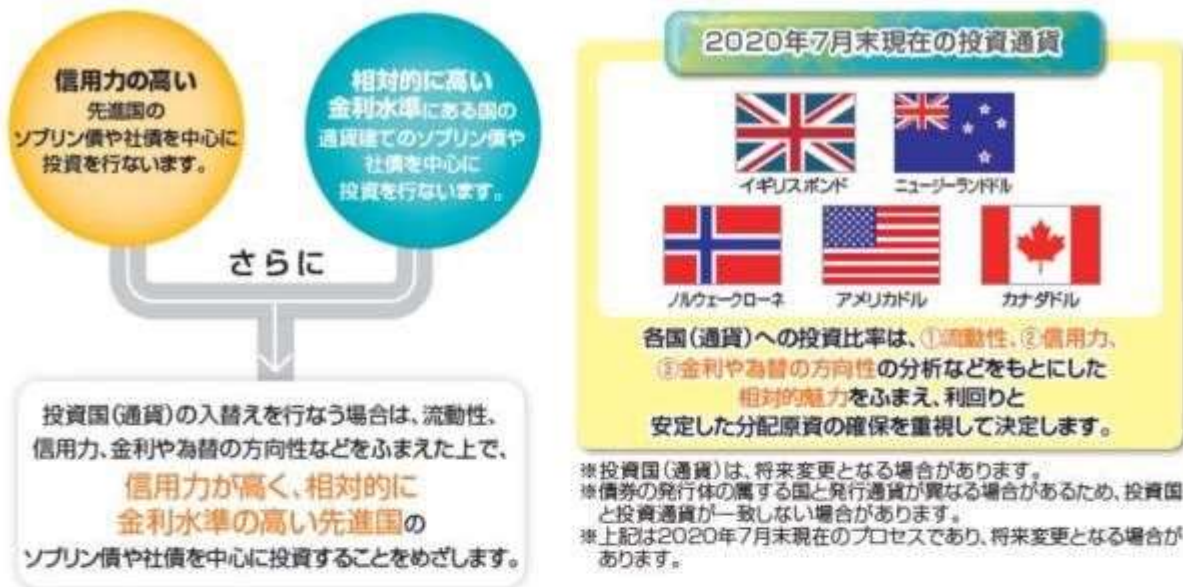 信用力の高い
先進国の
ソブリン債や社債を中心に
投資を行ないます。
相対的に高い
金利水準にある国の
通貨建てのソブリン債や
社債を中心に
投資を行ないます。
さらに
投資国(通貨)の入替えを行なう場合は、流動性、
信用力、金利や為替の方向性などをふまえた上で、
信用力が高く、相対的に
金利水準の高い先進国の
ソブリン債や社債を中心に投資することをめざします。
2020年7月末現在の投資通貨
イギリスポンド
ニュージーランドドル
ノルウェークローネ
アメリカドル
カナダドル
各国(通貨)への投資比率は、①流動性、②信用力、
③金利や為替の方向性の分析などをもとにした
相対的魅力をふまえ、利回りと
安定した分配原資の確保を重視して決定します。
※投資国(通貨)は、将来変更となる場合があります。
※債券の発行体の属する国と発行通貨が異なる場合があるため、投資国
と投資通貨が一致しない場合があります。
※上記は2020年7月末現在のプロセスであり、将来変更となる場合が
あります。